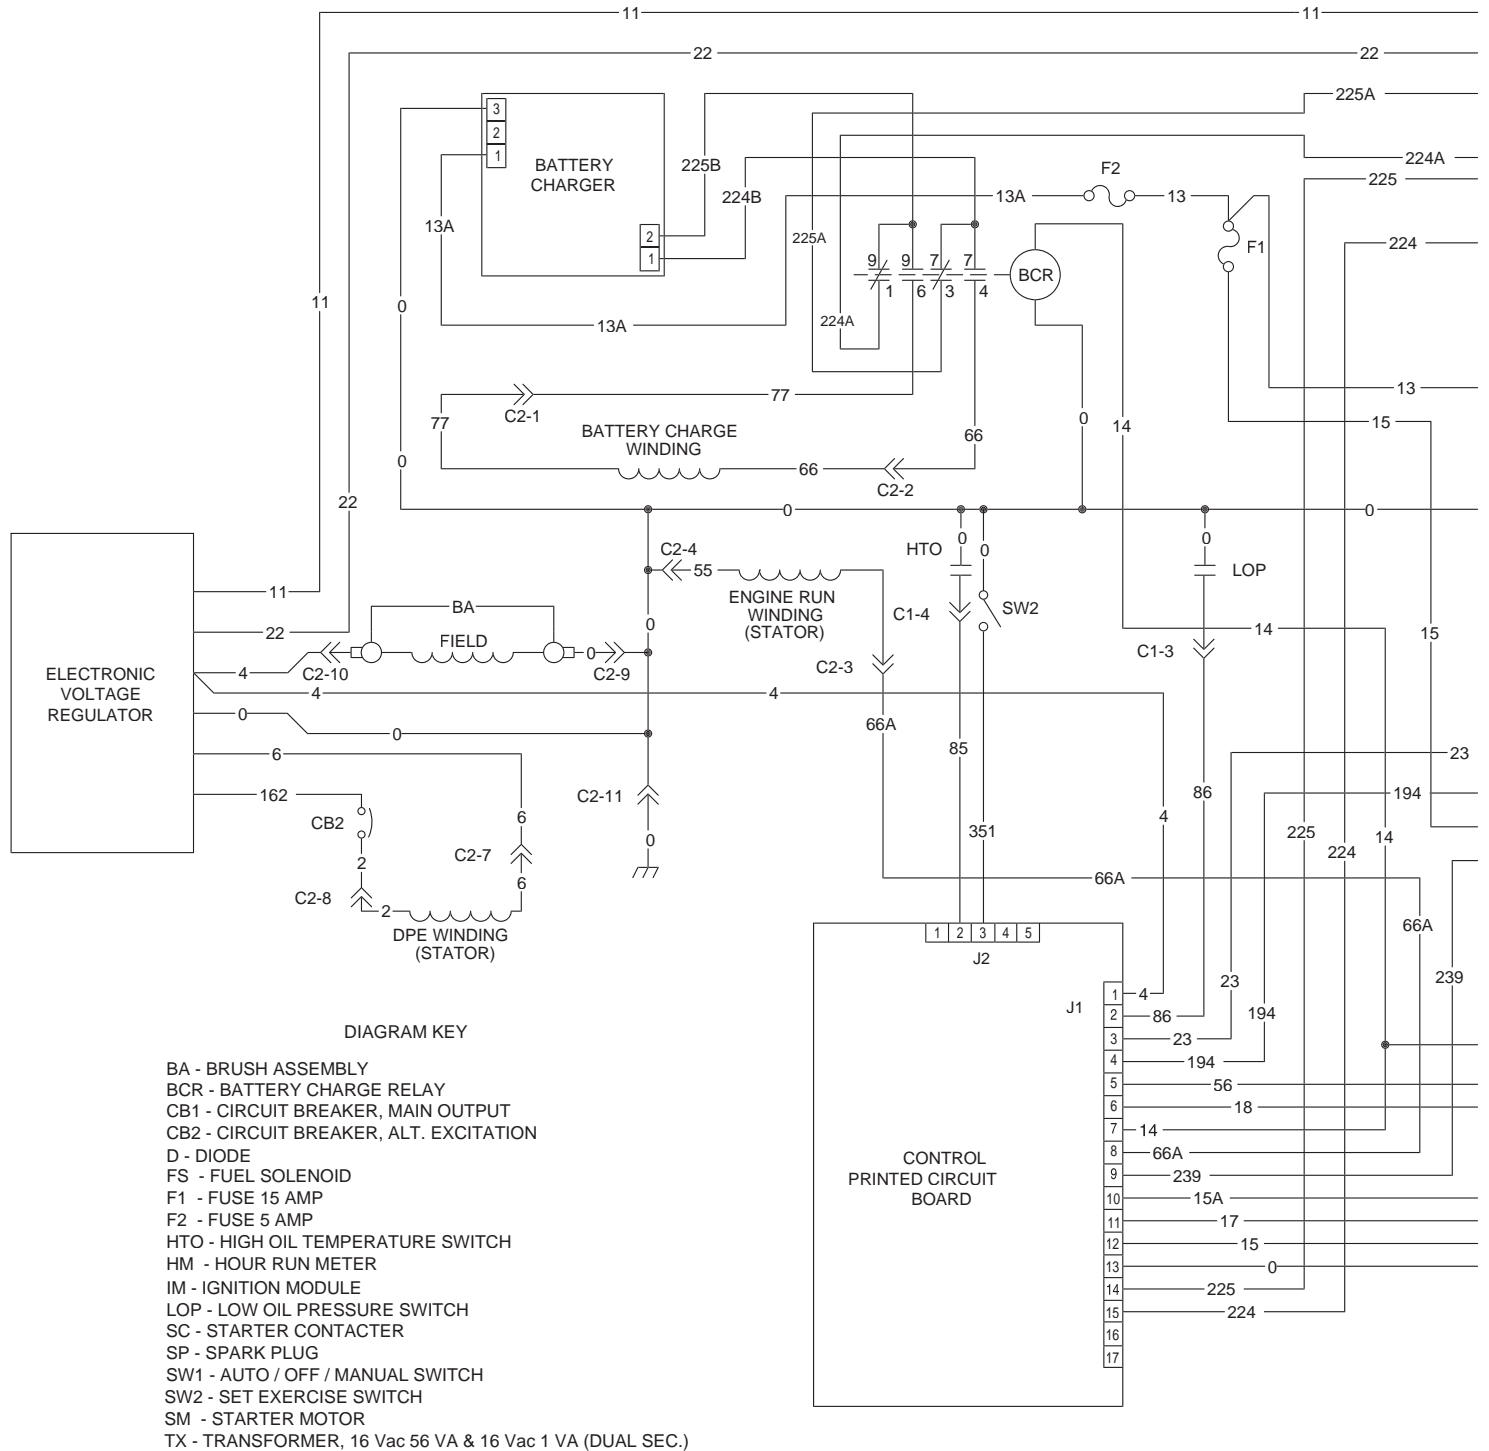 11
11
22
22
225A
3
2
1
BATTERY
CHARGER
225B
224B
224A
F2
225
13A
13
13A
2
1
225A
F1
224
9
9
7
7
BCR
1
6
3
4
11
0
13A
224A
13
77
C2-1
77
0
14
15
77
BATTERY CHARGE
WINDING
66
0
66
C2-2
22
0
0
HTO
0
0
0
LOP
C2-4
55
ENGINE RUN
WINDING
(STATOR)
C1-4
SW2
11
BA
22
FIELD
0
14
15
C2-10
0
C2-9
C2-3
C1-3
ELECTRONIC
VOLTAGE
REGULATOR
4
4
4
0
0
66A
85
6
23
162
C2-11
86
194
CB2
6
4
351
225
14
2
C2-7
0
224
C2-8
6
66A
2
DPE WINDING
(STATOR)
1 2 3 4 5
J2
66A
23
239
194
J1
1
4
2
86
3
23
4
194
5
56
6
18
7
14
8
66A
9
239
10
15A
11
17
12
15
13
0
14
225
15
224
16
17
CONTROL
PRINTED CIRCUIT
BOARD
DIAGRAM KEY
BA - BRUSH ASSEMBLY
BCR - BATTERY CHARGE RELAY
CB1 - CIRCUIT BREAKER, MAIN OUTPUT
CB2 - CIRCUIT BREAKER, ALT. EXCITATION
D - DIODE
FS - FUEL SOLENOID
F1 - FUSE 15 AMP
F2 - FUSE 5 AMP
HTO - HIGH OIL TEMPERATURE SWITCH
HM - HOUR RUN METER
IM - IGNITION MODULE
LOP - LOW OIL PRESSURE SWITCH
SC - STARTER CONTACTER
SP - SPARK PLUG
SW1 - AUTO / OFF / MANUAL SWITCH
SW2 - SET EXERCISE SWITCH
SM - STARTER MOTOR
TX - TRANSFORMER, 16 Vac 56 VA & 16 Vac 1 VA (DUAL SEC.)